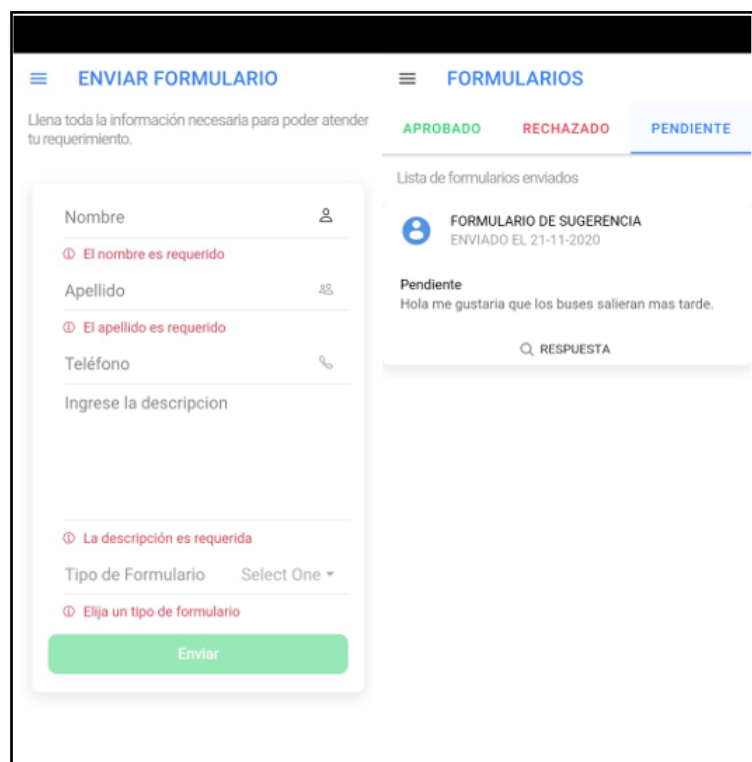 ENVIAR FORMULARIO
Llena toda la información necesaria para poder atender
tu requerimiento.
Nombre
El nombre es requerido
Apellido
El apellido es requerido
Teléfono
Ingrese la descripcion
La descripción es requerida
Tipo de Formulario Select One
Elija un tipo de formulario
Enviar
FORMULARIOS
APROBADO RECHAZADO PENDIENTE
Lista de formularios enviados
FORMULARIO DE SUGERENCIA
ENVIADO EL 21-11-2020
Pendiente
Hola me gustaria que los buses salieran mas tarde.
RESPUESTA